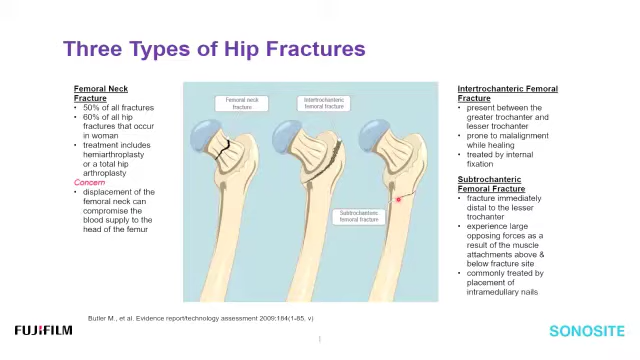 Three Types of Hip Fractures
Femoral Neck
Fracture
• 50% of all fractures
• 60% of all hip
fractures that occur
in woman
• treatment includes
hemiarthroplasty
or a total hip
arthroplasty
Concern
• displacement of the
femoral neck can
compromise the
blood supply to the
head of the femur
Femoral neck
fracture
Intertrochanteric
femoral fracture
Subtrochanteric
femoral fracture
Intertrochanteric Femoral
Fracture
• present between the
greater trochanter and
lesser trochanter
• prone to malalignment
while healing
• treated by internal
fixation
Subtrochanteric
Femoral Fracture
• fracture immediately
distal to the lesser
trochanter
• experience large
opposing forces as a
result of the muscle
attachments above &
below fracture site
• commonly treated by
placement of
intramedullary nails
Butler M., et al. Evidence report/technology assessment 2009;184(1-85, v)
FUJIFILM
SONOSITE